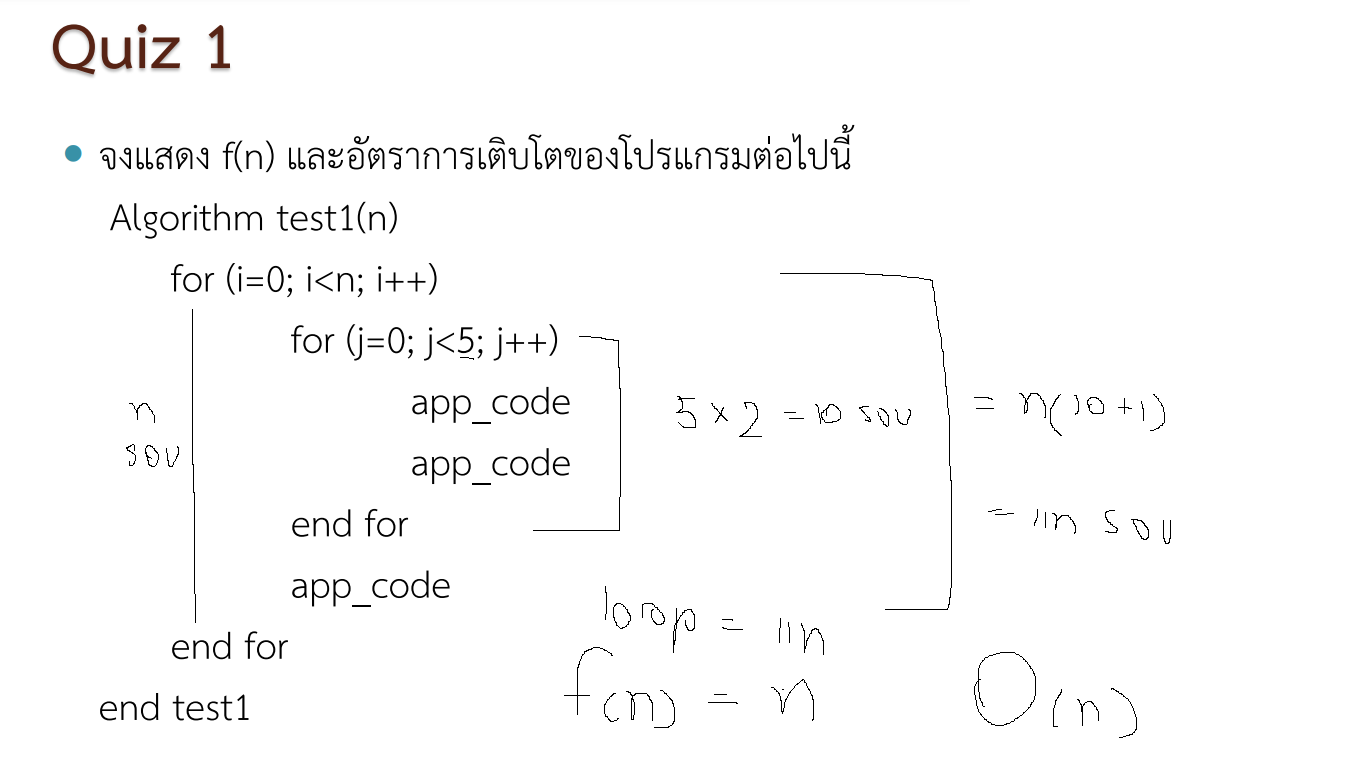 Quiz 1
จงแสดง f(n) และอัตราการเติบโตของโปรแกรมต่อไปนี้
Algorithm test1(n)
for (i=0; i<n; i++)
for (j=0; j<5; j++)
app_code
app_code
end for
app_code
end for
end test1
n
รอบ
5 × 2 = 10 รอบ
= n(10+1)
= 11n รอบ
loop = 11n
f(n) = n
O(n)